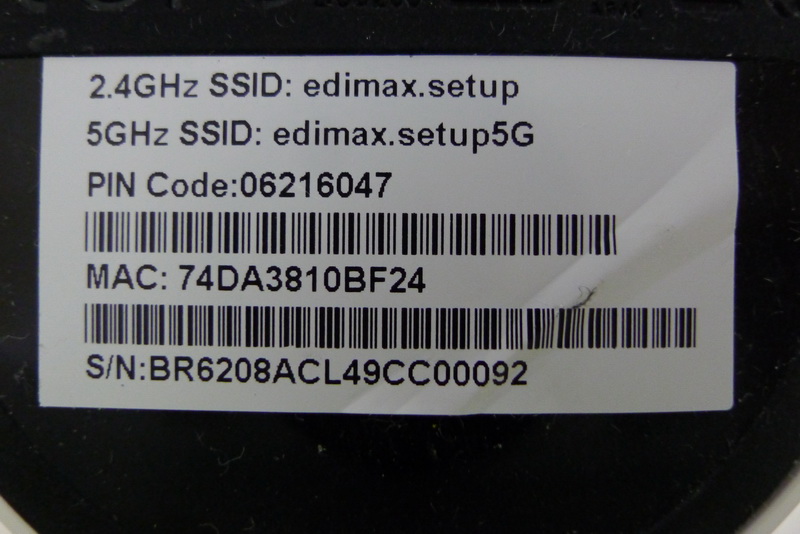 2.4GHz SSID: edimax.setup
5GHz SSID: edimax.setup5G
PIN Code:06216047
MAC: 74DA3810BF24
S/N:BR6208ACL49CC00092